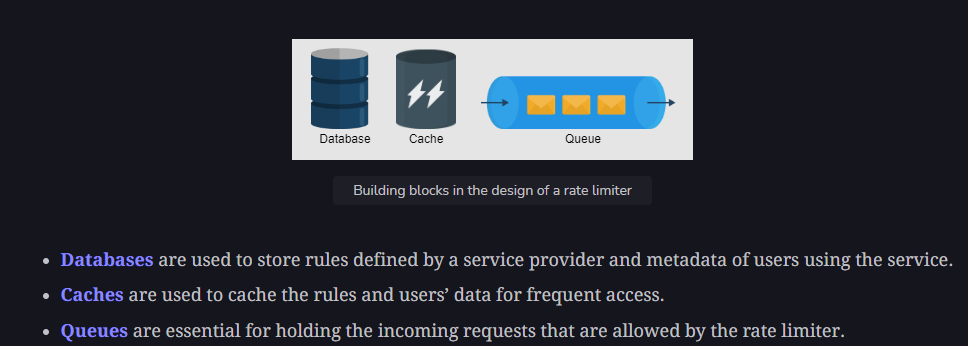 Database Cache Queue
Building blocks in the design of a rate limiter
Databases are used to store rules defined by a service provider and metadata of users using the service.
Caches are used to cache the rules and users’ data for frequent access.
Queues are essential for holding the incoming requests that are allowed by the rate limiter.